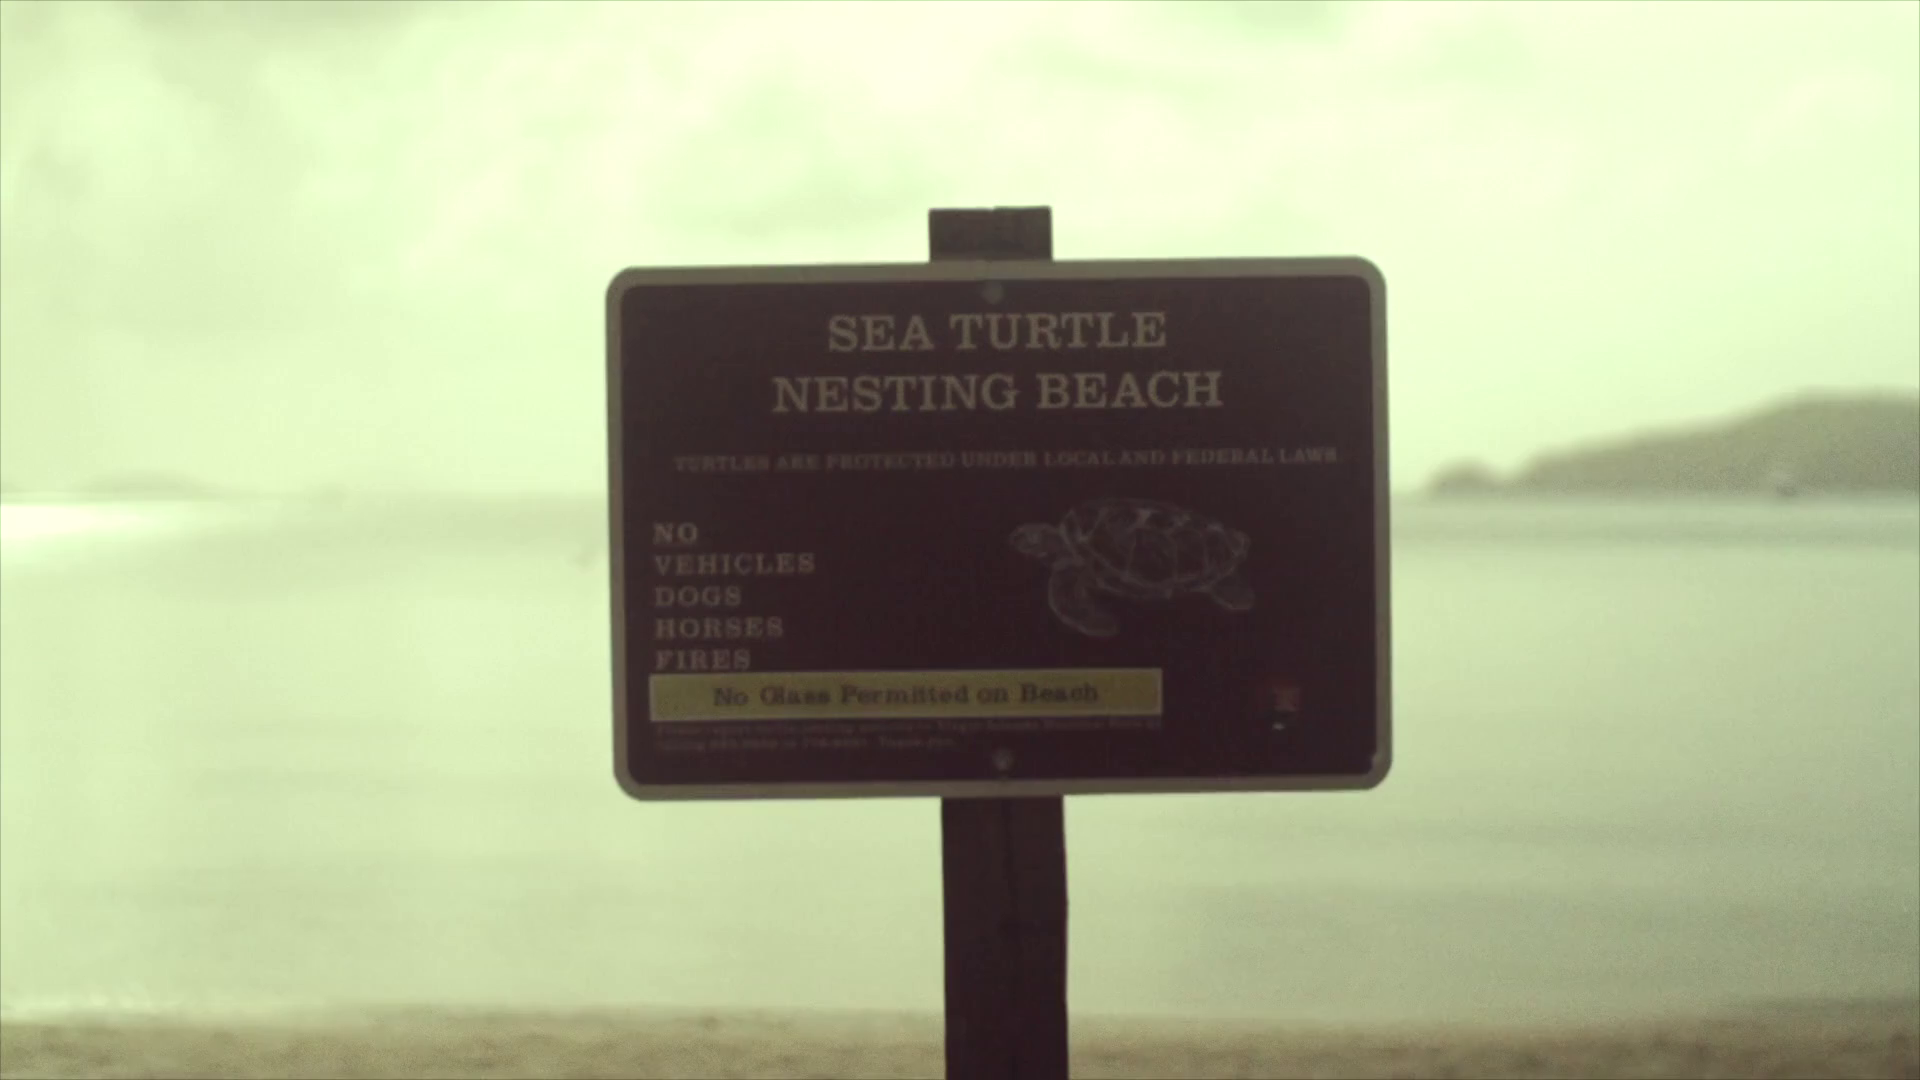 SEA TURTLE
NESTING BEACH
TURTLES ARE PROTECTED UNDER LOCAL AND FEDERAL LAWS
NO
VEHICLES
DOGS
HORSES
FIRES
No Glass Permitted on Beach